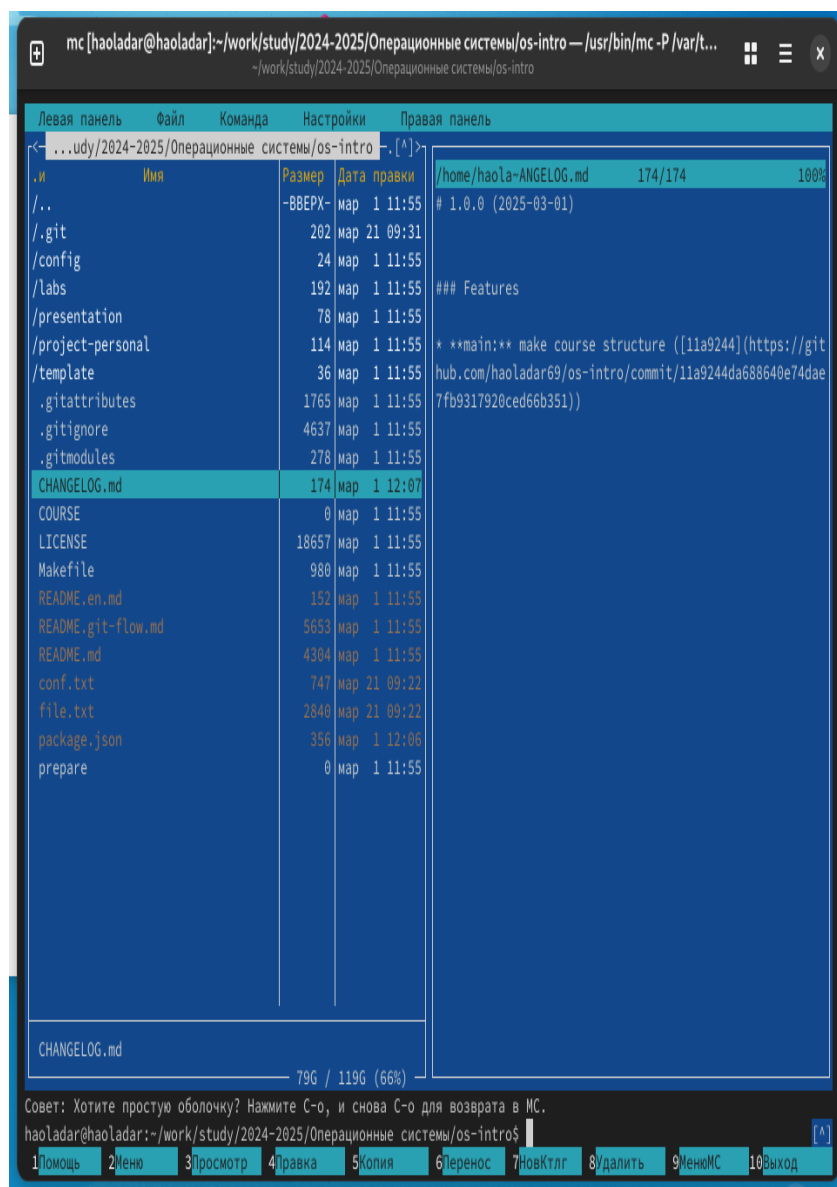 mc [haoladar@haoladar]:~/work/study/2024-2025/Операционные системы/os-intro — /usr/bin/mc -P /var/t...
~/work/study/2024-2025/Операционные системы/os-intro
Левая панель Файл Команда Настройки Правая панель
<- ...udy/2024-2025/Операционные системы/os-intro -.[^]>
.и Имя Размер Дата правки
/.. -ВВЕРХ- мар 1 11:55
/.git 202 мар 21 09:31
/config 24 мар 1 11:55
/labs 192 мар 1 11:55
/presentation 78 мар 1 11:55
/project-personal 114 мар 1 11:55
/template 36 мар 1 11:55
.gitattributes 1765 мар 1 11:55
.gitignore 4637 мар 1 11:55
.gitmodules 278 мар 1 11:55
CHANGELOG.md 174 мар 1 12:07
COURSE 0 мар 1 11:55
LICENSE 18657 мар 1 11:55
Makefile 980 мар 1 11:55
README.en.md 152 мар 1 11:55
README.git-flow.md 5653 мар 1 11:55
README.md 4304 мар 1 11:55
conf.txt 747 мар 21 09:22
file.txt 2840 мар 21 09:22
package.json 356 мар 1 12:06
prepare 0 мар 1 11:55
CHANGELOG.md
79G / 119G (66%)
/home/haola~ANGELOG.md 174/174 100%
# 1.0.0 (2025-03-01)
### Features
* **main:** make course structure ([11a9244](https://git
hub.com/haoladar69/os-intro/commit/11a9244da688640e74dae
7fb9317920ced66b351))
Совет: Хотите простую оболочку? Нажмите C-o, и снова C-o для возврата в MC.
haoladar@haoladar:~/work/study/2024-2025/Операционные системы/os-intro$ [^]
1Помощь 2Меню 3Просмотр 4Правка 5Копия 6Перенос 7НовКтлг 8Удалить 9МенюМС 10Выход